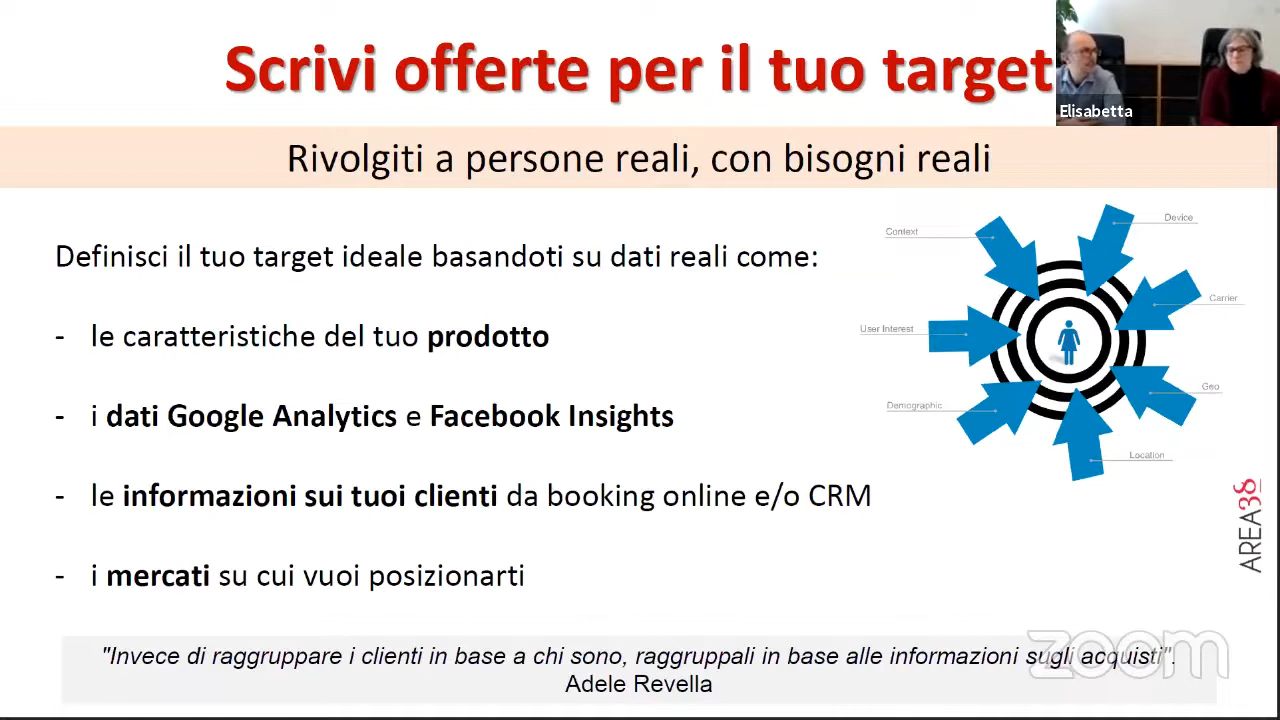 Scrivi offerte per il tuo target
Elisabetta
Rivolgiti a persone reali, con bisogni reali
Definisci il tuo target ideale basandoti su dati reali come:
- le caratteristiche del tuo prodotto
- i dati Google Analytics e Facebook Insights
- le informazioni sui tuoi clienti da booking online e/o CRM
- i mercati su cui vuoi posizionarti
Context
Device
User Interest
Carrier
Demographic
Geo
Location
AREA38
"Invece di raggruppare i clienti in base a chi sono, raggruppali in base alle informazioni sugli acquisti".
Adele Revella
zoom